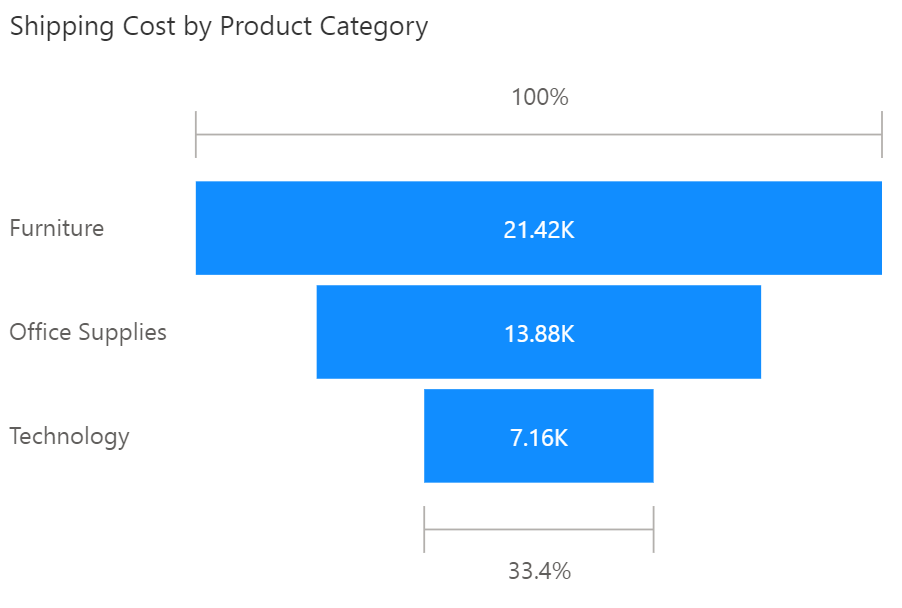 Shipping Cost by Product Category
100%
Furniture 21.42K
Office Supplies 13.88K
Technology 7.16K
33.4%